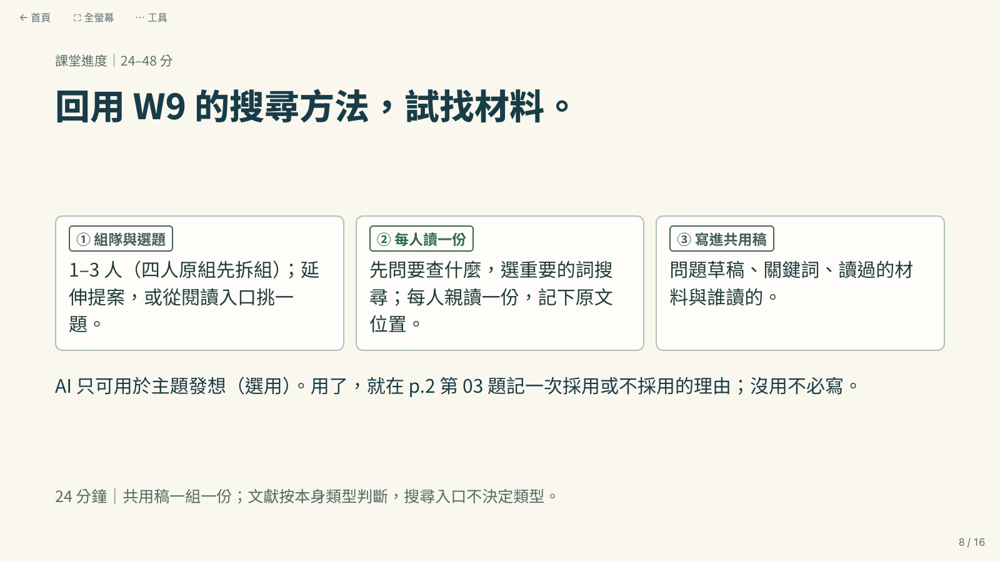 ← 首頁
全螢幕
⋯ 工具
課堂進度｜24–48 分
回用 W9 的搜尋方法，試找材料。
① 組隊與選題
1–3 人（四人原組先拆組）；延
伸提案，或從閱讀入口挑一
題。
② 每人讀一份
先問要查什麼，選重要的詞搜
尋；每人親讀一份，記下原文
位置。
③ 寫進共用稿
問題草稿、關鍵詞、讀過的材
料與誰讀的。
AI 只可用於主題發想（選用）。用了，就在 p.2 第 03 題記一次採用或不採用的理由；沒用不必寫。
24 分鐘｜共用稿一組一份；文獻按本身類型判斷，搜尋入口不決定類型。
8 / 16